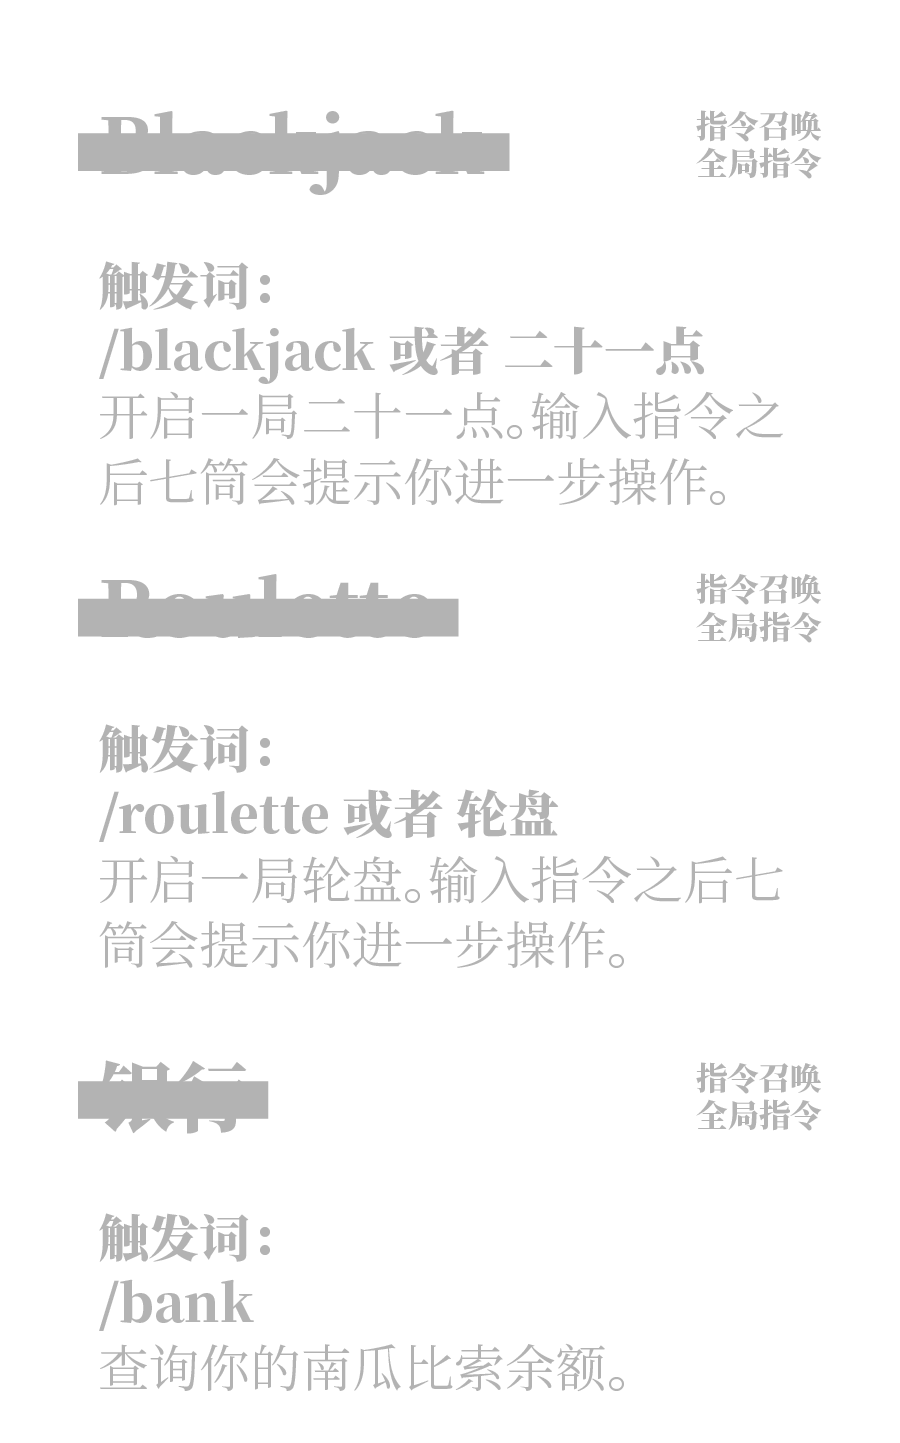 Blackjack
指令召唤
全局指令
触发词：
/blackjack 或者 二十一点
开启一局二十一点。输入指令之
后七筒会提示你进一步操作。
Roulette
指令召唤
全局指令
触发词：
/roulette 或者 轮盘
开启一局轮盘。输入指令之后七
筒会提示你进一步操作。
银行
指令召唤
全局指令
触发词：
/bank
查询你的南瓜比索余额。